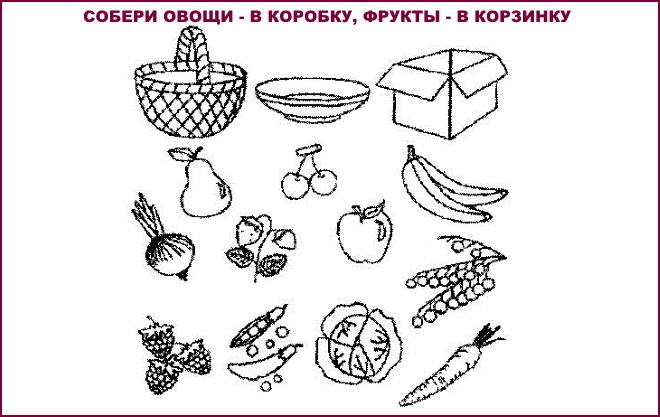 СОБЕРИ ОВОЩИ - В КОРОБКУ, ФРУКТЫ - В КОРЗИНКУ